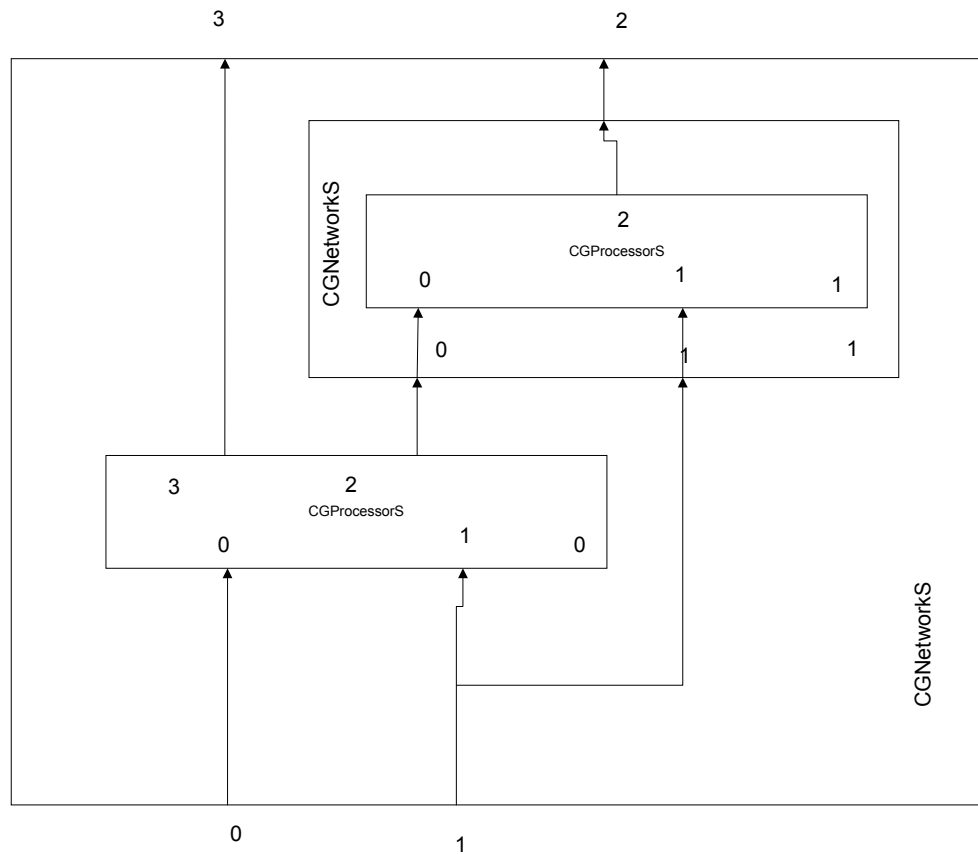 3 2
CGNetworkS
2
CGProcessorS
0 1 1
0 1 1
3 2
CGProcessorS
0 1 0
CGNetworkS
0 1